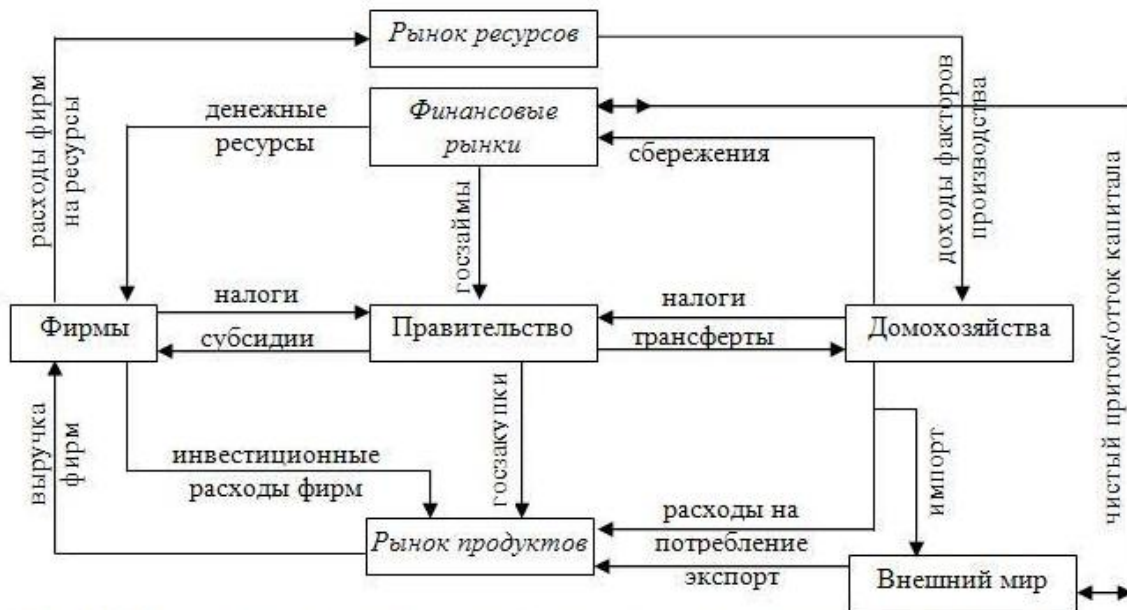 Рынок ресурсов
расходы фирм
на ресурсы
денежные
ресурсы
Финансовые
рынки
сбережения
доходы факторов
производства
чистый приток/отток капитала
госзаймы
Фирмы
налоги
субсидии
Правительство
налоги
трансферты
Домохозяйства
выручка
фирм
инвестиционные
расходы фирм
госзакупки
Рынок продуктов
расходы на
потребление
экспорт
импорт
Внешний мир